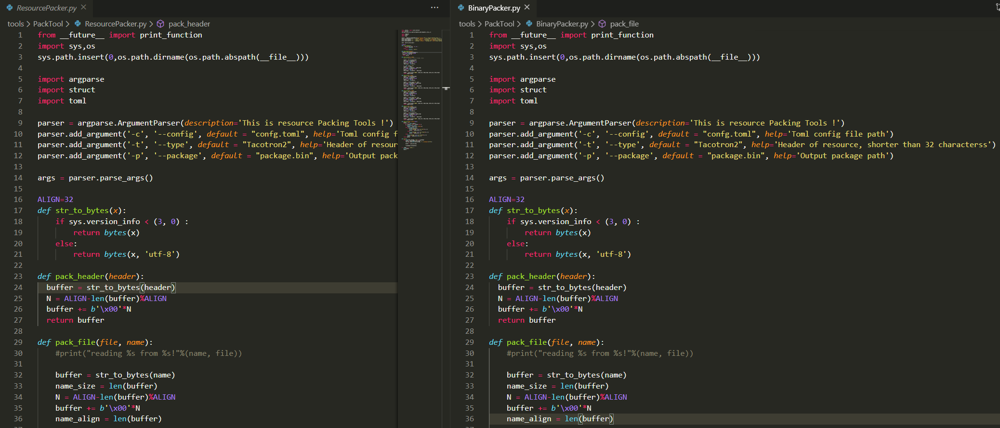 ResourcePacker.py
tools > PackTool > ResourcePacker.py > pack_header
1 from __future__ import print_function
2 import sys,os
3 sys.path.insert(0,os.path.dirname(os.path.abspath(__file__)))
4
5 import argparse
6 import struct
7 import toml
8
9 parser = argparse.ArgumentParser(description='This is resource Packing Tools !')
10 parser.add_argument('-c', '--config', default = "confg.toml", help='Toml config f
11 parser.add_argument('-t', '--type', default = "Tacotron2", help='Header of resour
12 parser.add_argument('-p', '--package', default = "package.bin", help='Output pack
13
14 args = parser.parse_args()
15
16 ALIGN=32
17 def str_to_bytes(x):
18 if sys.version_info < (3, 0) :
19 return bytes(x)
20 else:
21 return bytes(x, 'utf-8')
22
23 def pack_header(header):
24 buffer = str_to_bytes(header)
25 N = ALIGN-len(buffer)%ALIGN
26 buffer += b'\x00'*N
27 return buffer
28
29 def pack_file(file, name):
30 #print("reading %s from %s!"%(name, file))
31
32 buffer = str_to_bytes(name)
33 name_size = len(buffer)
34 N = ALIGN-len(buffer)%ALIGN
35 buffer += b'\x00'*N
36 name_align = len(buffer)
BinaryPacker.py
tools > PackTool > BinaryPacker.py > pack_file
1 from __future__ import print_function
2 import sys,os
3 sys.path.insert(0,os.path.dirname(os.path.abspath(__file__)))
4
5 import argparse
6 import struct
7 import toml
8
9 parser = argparse.ArgumentParser(description='This is resource Packing Tools !')
10 parser.add_argument('-c', '--config', default = "confg.toml", help='Toml config file path')
11 parser.add_argument('-t', '--type', default = "Tacotron2", help='Header of resource, shorter than 32 characterss')
12 parser.add_argument('-p', '--package', default = "package.bin", help='Output package path')
13
14 args = parser.parse_args()
15
16 ALIGN=32
17 def str_to_bytes(x):
18 if sys.version_info < (3, 0) :
19 return bytes(x)
20 else:
21 return bytes(x, 'utf-8')
22
23 def pack_header(header):
24 buffer = str_to_bytes(header)
25 N = ALIGN-len(buffer)%ALIGN
26 buffer += b'\x00'*N
27 return buffer
28
29 def pack_file(file, name):
30 #print("reading %s from %s!"%(name, file))
31
32 buffer = str_to_bytes(name)
33 name_size = len(buffer)
34 N = ALIGN-len(buffer)%ALIGN
35 buffer += b'\x00'*N
36 name_align = len(buffer)